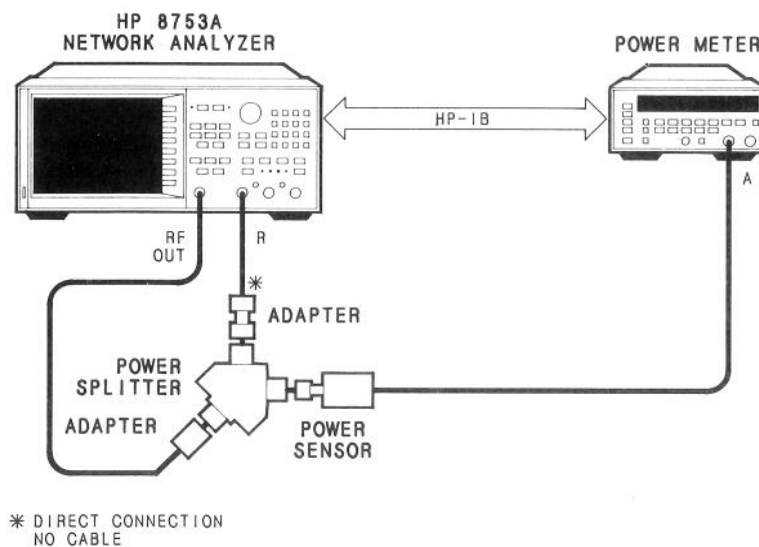 HP 8753A
NETWORK ANALYZER
POWER METER
HP-IB
A
RF
OUT
R
*
ADAPTER
POWER
SPLITTER
ADAPTER
POWER
SENSOR
* DIRECT CONNECTION
NO CABLE